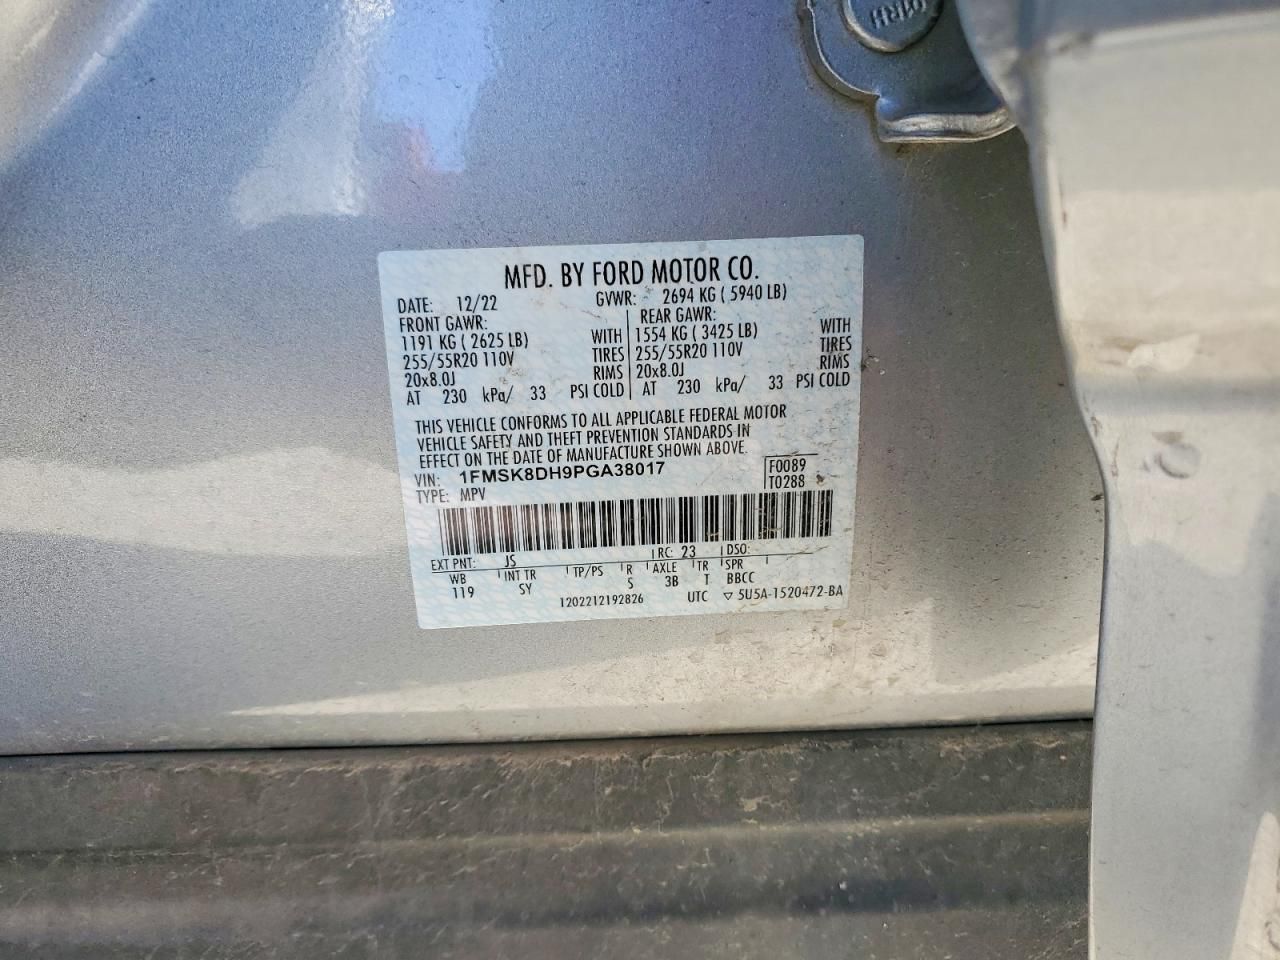 01RH
MFD. BY FORD MOTOR CO.
DATE: 12/22 GVWR: 2694 KG ( 5940 LB)
FRONT GAWR: REAR GAWR:
1191 KG ( 2625 LB) WITH 1554 KG ( 3425 LB) WITH
255/55R20 110V TIRES 255/55R20 110V TIRES
20x8.0J RIMS 20x8.0J RIMS
AT 230 kPa/ 33 PSI COLD AT 230 kPa/ 33 PSI COLD
THIS VEHICLE CONFORMS TO ALL APPLICABLE FEDERAL MOTOR
VEHICLE SAFETY AND THEFT PREVENTION STANDARDS IN
EFFECT ON THE DATE OF MANUFACTURE SHOWN ABOVE.
VIN: 1FMSK8DH9PGA38017 F0089
TYPE: MPV T0288
EXT PNT: JS RC: 23 DSO:
WB INT TR TP/PS R AXLE TR SPR
119 SY S 3B T BBCC
1202212192826 UTC ▽ 5U5A-1520472-BA